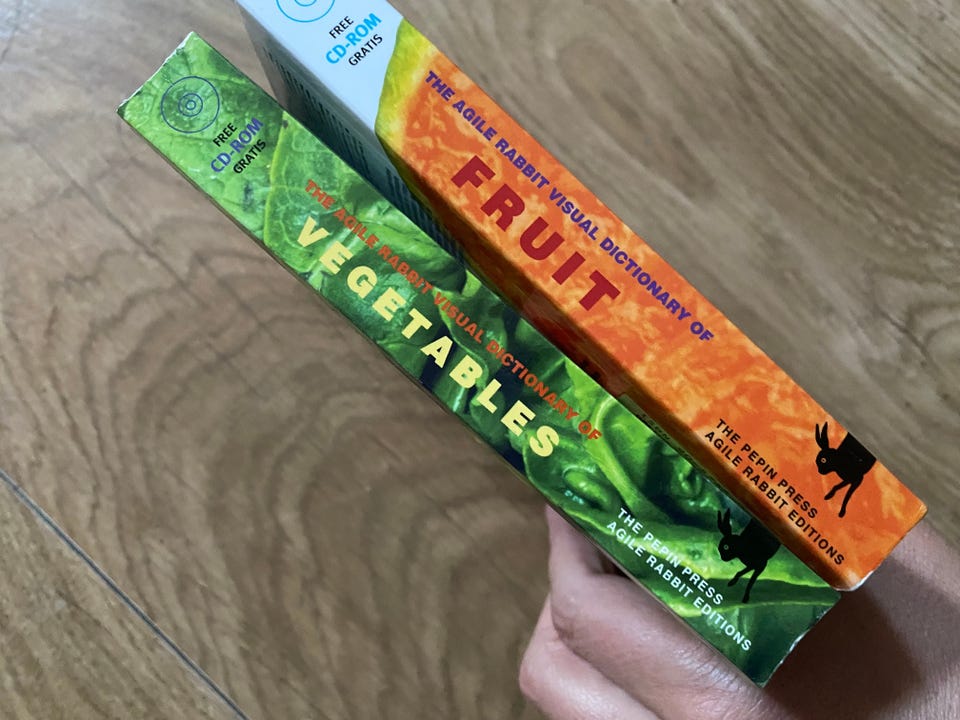 FREE
CD-ROM
GRATIS
THE AGILE RABBIT VISUAL DICTIONARY OF
FRUIT
THE PEPIN PRESS
AGILE RABBIT EDITIONS
FREE
CD-ROM
GRATIS
THE AGILE RABBIT VISUAL DICTIONARY OF
VEGETABLES
THE PEPIN PRESS
AGILE RABBIT EDITIONS